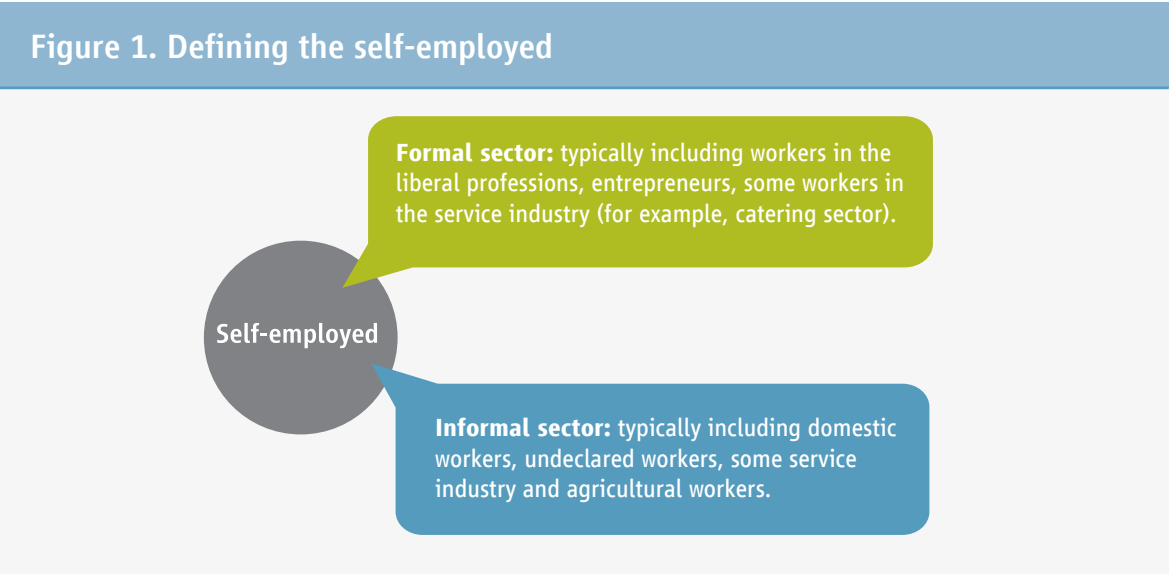 Figure 1. Defining the self-employed
Formal sector: typically including workers in the
liberal professions, entrepreneurs, some workers in
the service industry (for example, catering sector).
Self-employed
Informal sector: typically including domestic
workers, undeclared workers, some service
industry and agricultural workers.